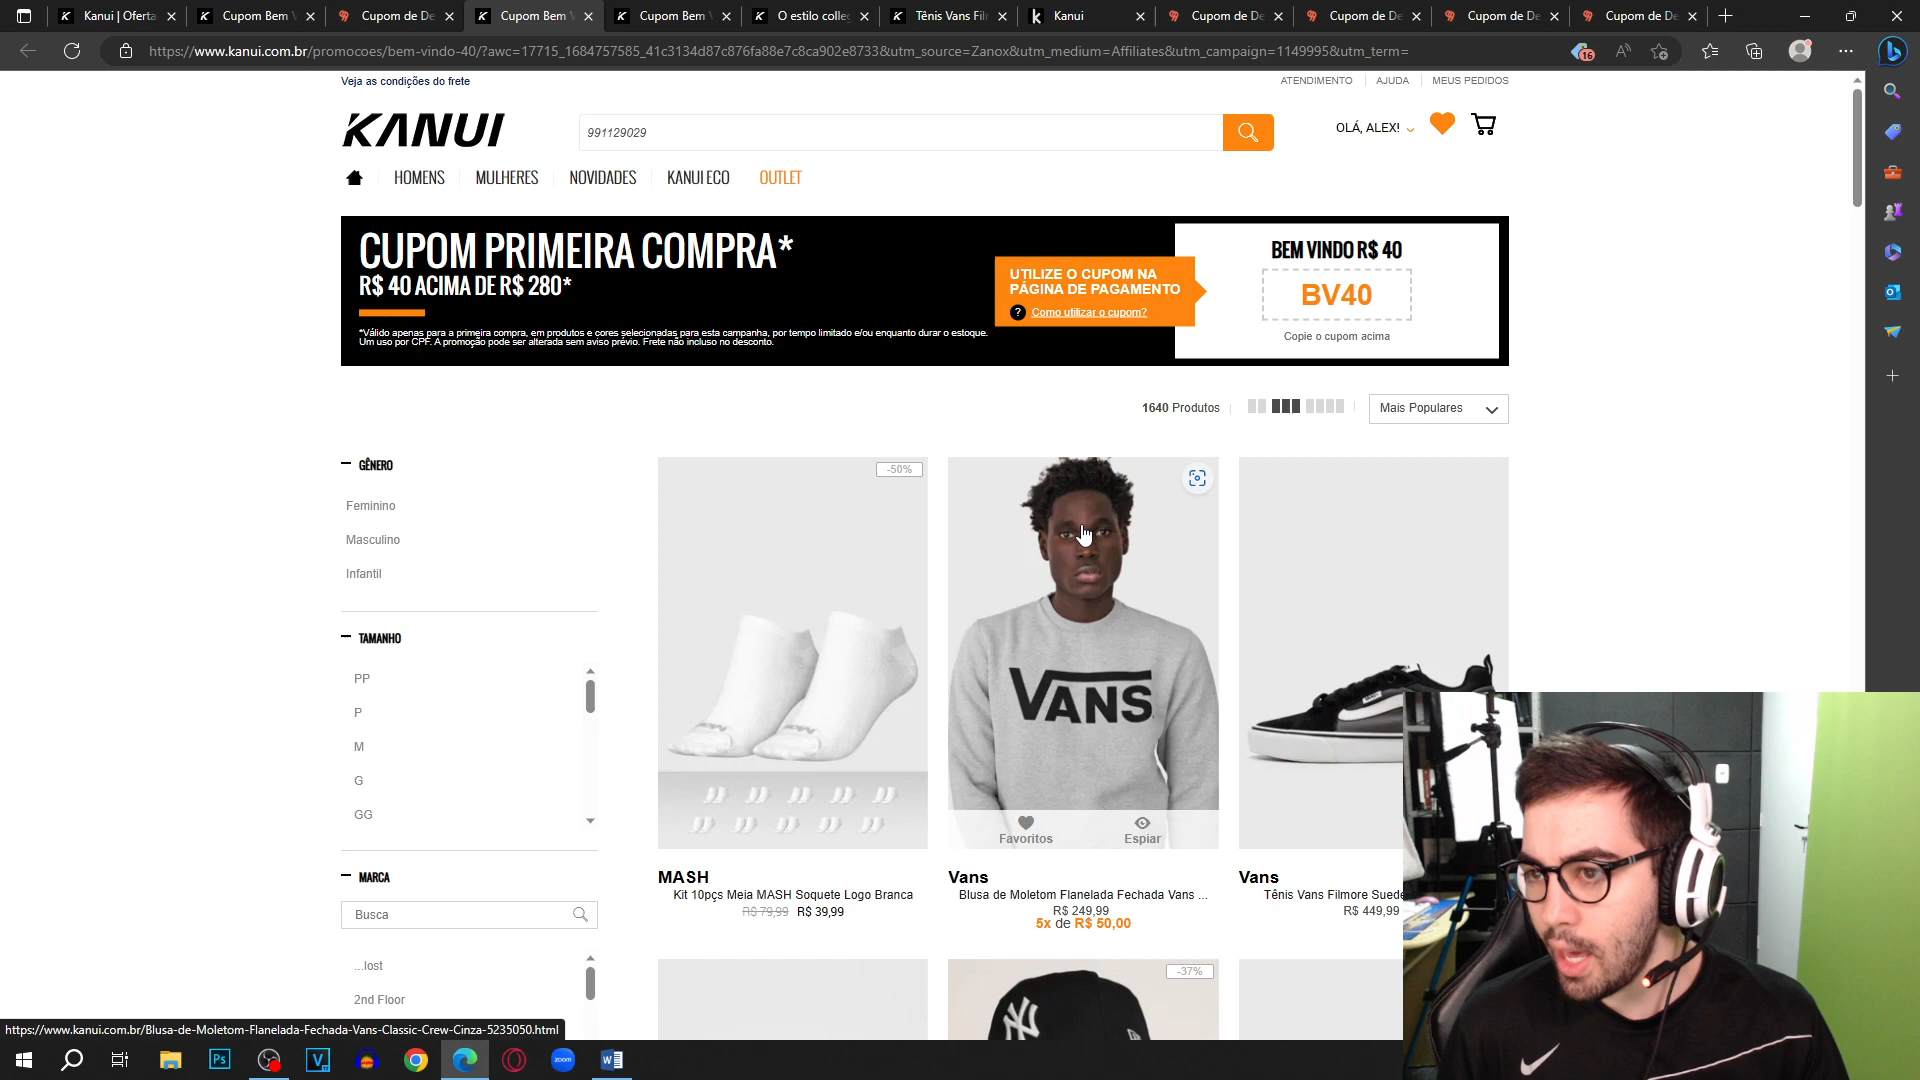 Kanui | Oferta
Cupom Bem V
Cupom de De
Cupom Bem V
Cupom Bem V
O estilo colle
Tênis Vans Fil
Kanui
Cupom de De
Cupom de De
Cupom de De
Cupom de De
https://www.kanui.com.br/promocoes/bem-vindo-40/?awc=17715_1684757585_41c3134d87c876fa88e7c8ca902e8733&utm_source=Zanox&utm_medium=Affiliates&utm_campaign=1149995&utm_term=
16
Veja as condições do frete
ATENDIMENTO
AJUDA
MEUS PEDIDOS
KANUI
991129029
OLÁ, ALEX!
HOMENS
MULHERES
NOVIDADES
KANUI ECO
OUTLET
CUPOM PRIMEIRA COMPRA*
R$ 40 ACIMA DE R$ 280*
*Válido apenas para a primeira compra, em produtos e cores selecionadas para esta campanha, por tempo limitado e/ou enquanto durar o estoque.
Um uso por CPF. A promoção pode ser alterada sem aviso prévio. Frete não incluso no desconto.
UTILIZE O CUPOM NA
PÁGINA DE PAGAMENTO
? Como utilizar o cupom?
BEM VINDO R$ 40
BV40
Copie o cupom acima
1640 Produtos
Mais Populares
GÊNERO
Feminino
Masculino
Infantil
TAMANHO
PP
P
M
G
GG
MARCA
Busca
...lost
2nd Floor
-50%
MASH
Kit 10pçs Meia MASH Soquete Logo Branca
R$ 79,99 R$ 39,99
VANS
Favoritos
Espiar
Vans
Blusa de Moletom Flanelada Fechada Vans ...
R$ 249,99
5x de R$ 50,00
Vans
Tênis Vans Filmore Suede
R$ 449,99
-37%
NY
https://www.kanui.com.br/Blusa-de-Moletom-Flanelada-Fechada-Vans-Classic-Crew-Cinza-5235050.html
Ps
V
zoom
W